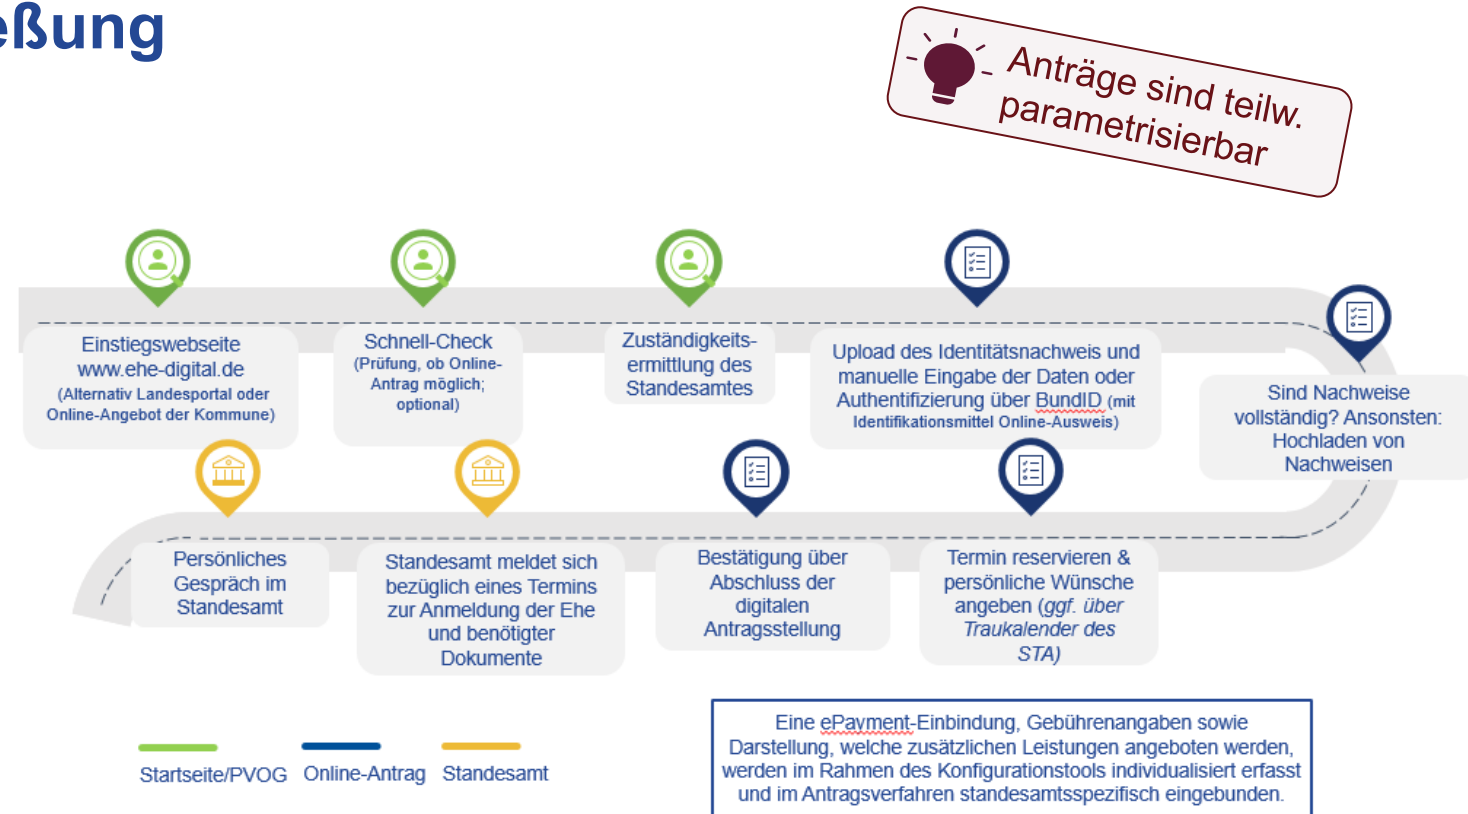 eßung
Anträge sind teilw.
parametrisierbar
Einstiegswebseite
www.ehe-digital.de
(Alternativ Landesportal oder
Online-Angebot der Kommune)
Schnell-Check
(Prüfung, ob Online-
Antrag möglich;
optional)
Zuständigkeits-
ermittlung des
Standesamtes
Upload des Identitätsnachweis und
manuelle Eingabe der Daten oder
Authentifizierung über BundID (mit
Identifikationsmittel Online-Ausweis)
Sind Nachweise
vollständig? Ansonsten:
Hochladen von
Nachweisen
Termin reservieren &
persönliche Wünsche
angeben (ggf. über
Traukalender des
STA)
Bestätigung über
Abschluss der
digitalen
Antragsstellung
Standesamt meldet sich
bezüglich eines Termins
zur Anmeldung der Ehe
und benötigter
Dokumente
Persönliches
Gespräch im
Standesamt
Startseite/PVOG
Online-Antrag
Standesamt
Eine ePayment-Einbindung, Gebührenangaben sowie
Darstellung, welche zusätzlichen Leistungen angeboten werden,
werden im Rahmen des Konfigurationstools individualisiert erfasst
und im Antragsverfahren standesamtsspezifisch eingebunden.